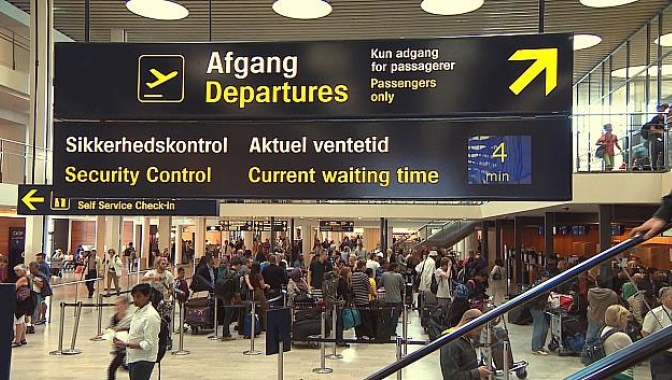 Afgang
Departures
Kun adgang
for passagerer
Passengers
only
Sikkerhedskontrol
Security Control
Aktuel ventetid
Current waiting time
4
min
Self Service Check-in